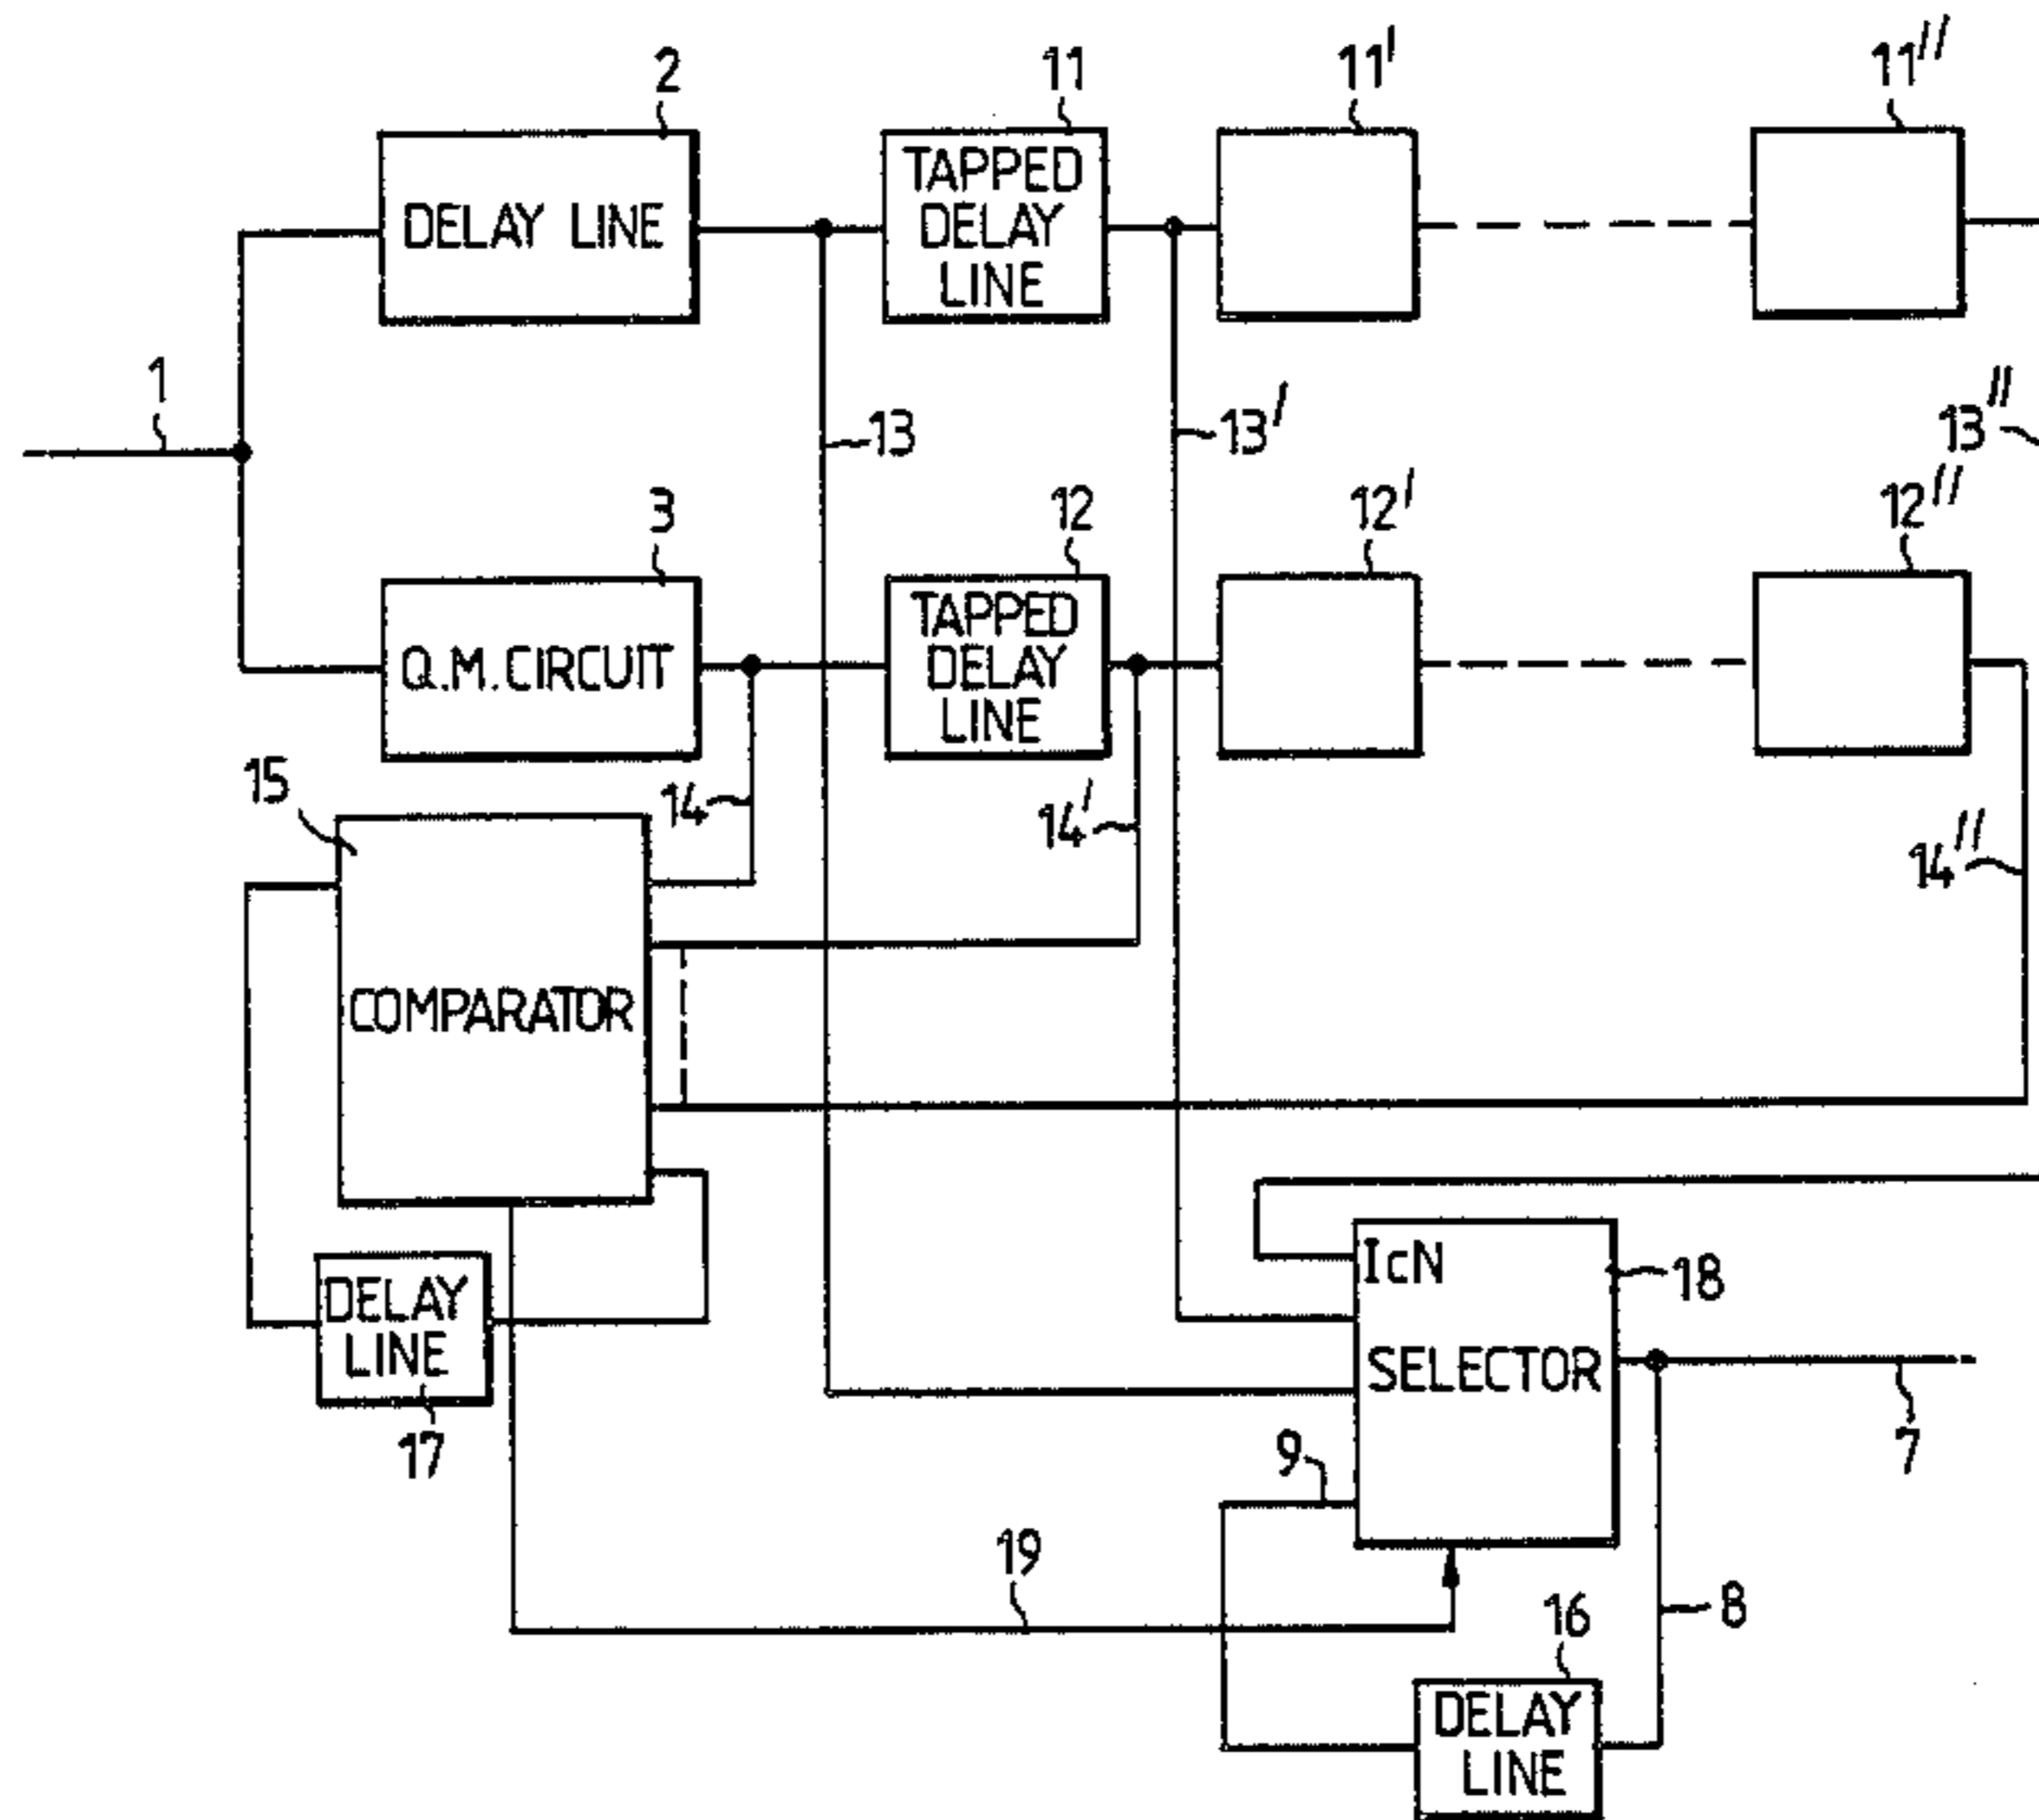 2
11
11'
11''
DELAY LINE
TAPPED
DELAY
LINE
1
13
13'
13''
3
12
12'
12''
Q.M.CIRCUIT
TAPPED
DELAY
LINE
15
14
14'
14''
COMPARATOR
IcN
18
SELECTOR
DELAY
LINE
17
9
7
19
16
8
DELAY
LINE